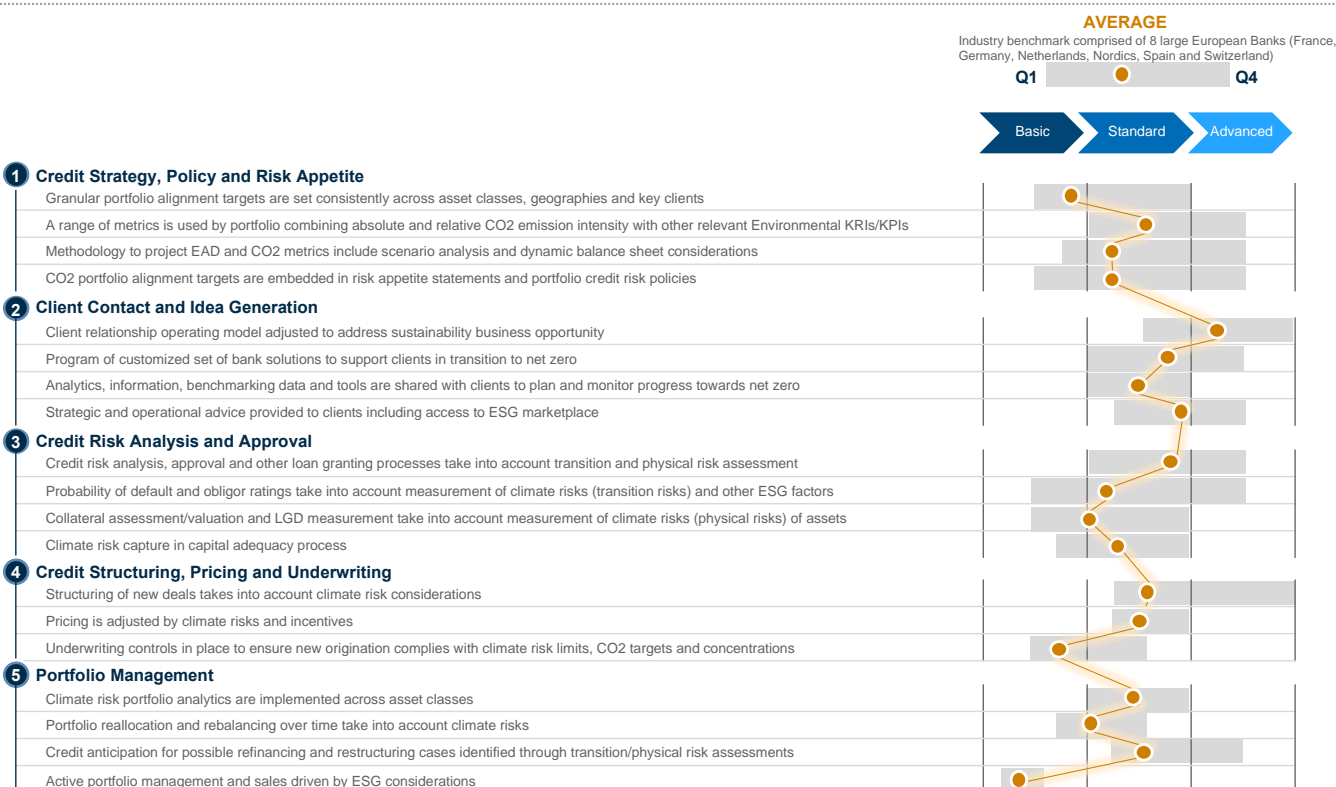 AVERAGE
Industry benchmark comprised of 8 large European Banks (France,
Germany, Netherlands, Nordics, Spain and Switzerland)
Q1 Q4
Basic Standard Advanced
1 Credit Strategy, Policy and Risk Appetite
Granular portfolio alignment targets are set consistently across asset classes, geographies and key clients
A range of metrics is used by portfolio combining absolute and relative CO2 emission intensity with other relevant Environmental KRIs/KPIs
Methodology to project EAD and CO2 metrics include scenario analysis and dynamic balance sheet considerations
CO2 portfolio alignment targets are embedded in risk appetite statements and portfolio credit risk policies
2 Client Contact and Idea Generation
Client relationship operating model adjusted to address sustainability business opportunity
Program of customized set of bank solutions to support clients in transition to net zero
Analytics, information, benchmarking data and tools are shared with clients to plan and monitor progress towards net zero
Strategic and operational advice provided to clients including access to ESG marketplace
3 Credit Risk Analysis and Approval
Credit risk analysis, approval and other loan granting processes take into account transition and physical risk assessment
Probability of default and obligor ratings take into account measurement of climate risks (transition risks) and other ESG factors
Collateral assessment/valuation and LGD measurement take into account measurement of climate risks (physical risks) of assets
Climate risk capture in capital adequacy process
4 Credit Structuring, Pricing and Underwriting
Structuring of new deals takes into account climate risk considerations
Pricing is adjusted by climate risks and incentives
Underwriting controls in place to ensure new origination complies with climate risk limits, CO2 targets and concentrations
5 Portfolio Management
Climate risk portfolio analytics are implemented across asset classes
Portfolio reallocation and rebalancing over time take into account climate risks
Credit anticipation for possible refinancing and restructuring cases identified through transition/physical risk assessments
Active portfolio management and sales driven by ESG considerations